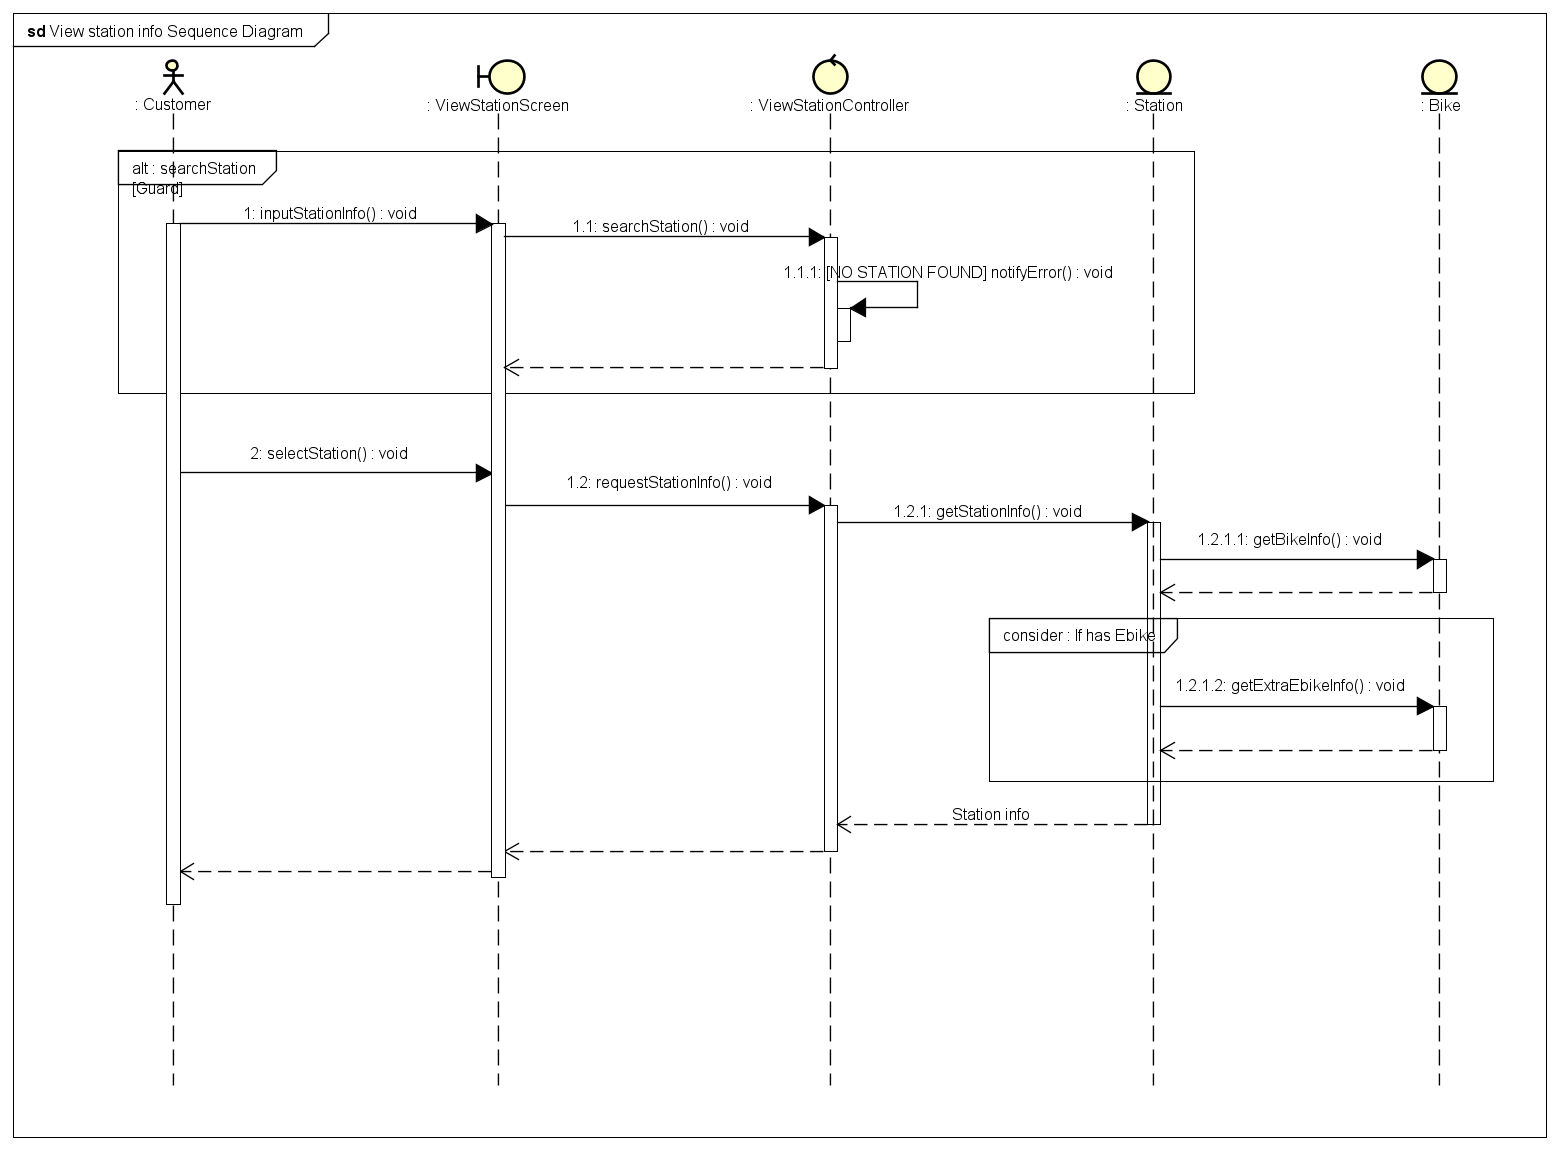 sd View station info Sequence Diagram
: Customer
: ViewStationScreen
: ViewStationController
: Station
: Bike
alt : searchStation
[Guard]
1: inputStationInfo() : void
1.1: searchStation() : void
1.1.1: [NO STATION FOUND] notifyError() : void
2: selectStation() : void
1.2: requestStationInfo() : void
1.2.1: getStationInfo() : void
1.2.1.1: getBikeInfo() : void
consider : If has Ebike
1.2.1.2: getExtraEbikeInfo() : void
Station info